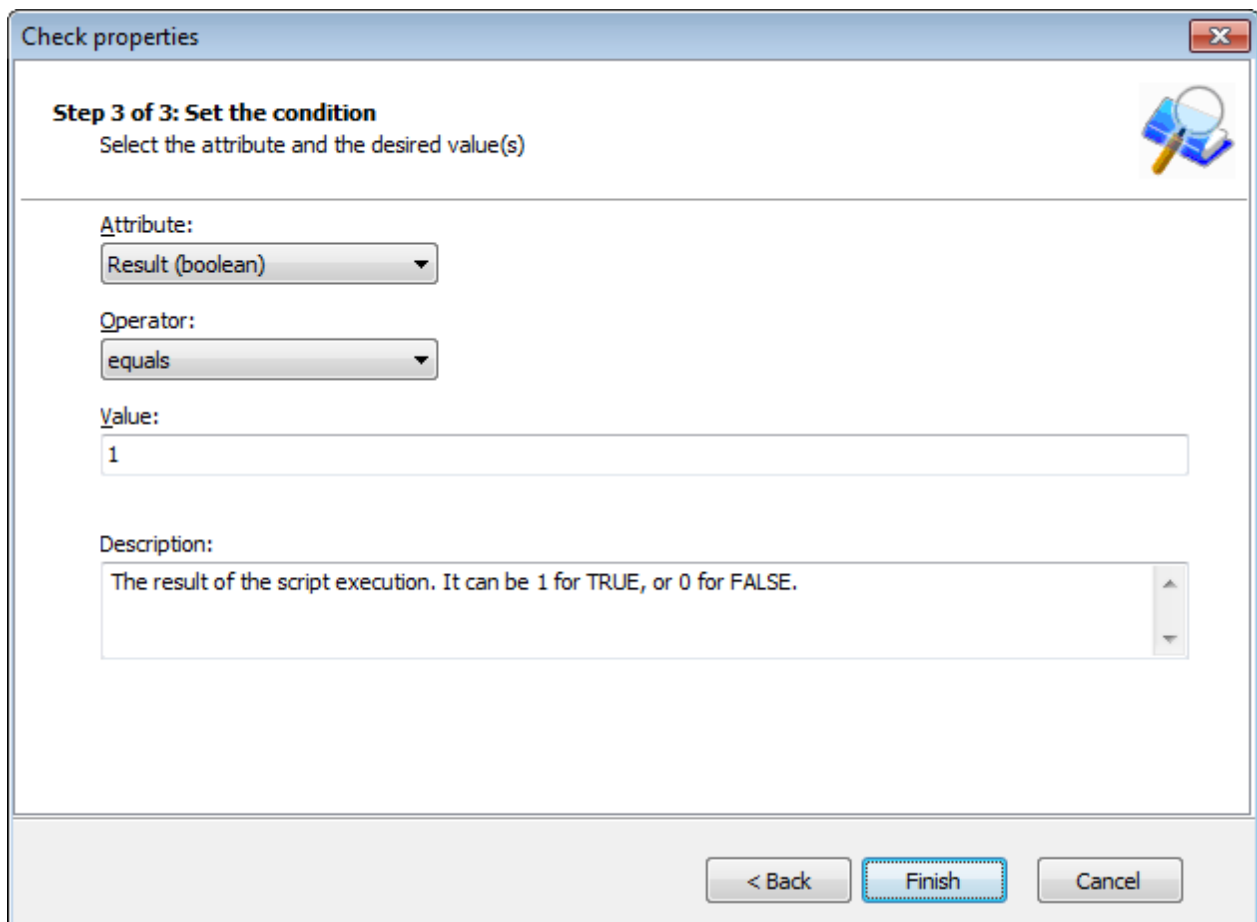 Check properties
Step 3 of 3: Set the condition
Select the attribute and the desired value(s)
Attribute:
Result (boolean)
Operator:
equals
Value:
1
Description:
The result of the script execution. It can be 1 for TRUE, or 0 for FALSE.
< Back Finish Cancel